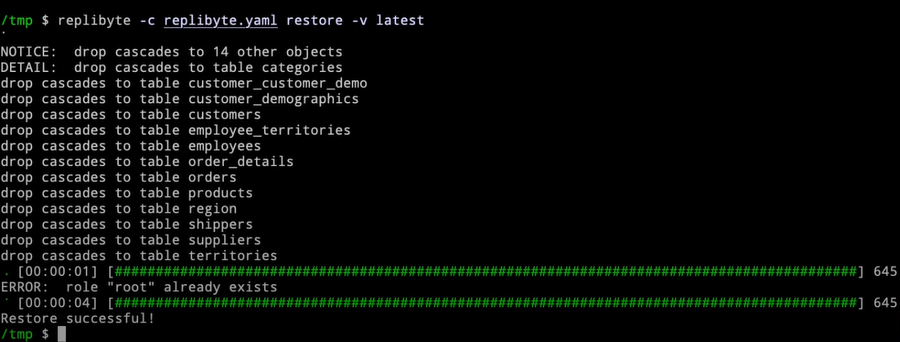 /tmp $ replibyte -c replibyte.yaml restore -v latest
NOTICE:  drop cascades to 14 other objects
DETAIL:  drop cascades to table categories
drop cascades to table customer_customer_demo
drop cascades to table customer_demographics
drop cascades to table customers
drop cascades to table employee_territories
drop cascades to table employees
drop cascades to table order_details
drop cascades to table orders
drop cascades to table products
drop cascades to table region
drop cascades to table shippers
drop cascades to table suppliers
drop cascades to table territories
[00:00:01] [############################################################################################] 645
ERROR:  role "root" already exists
[00:00:04] [############################################################################################] 645
Restore successful!
/tmp $